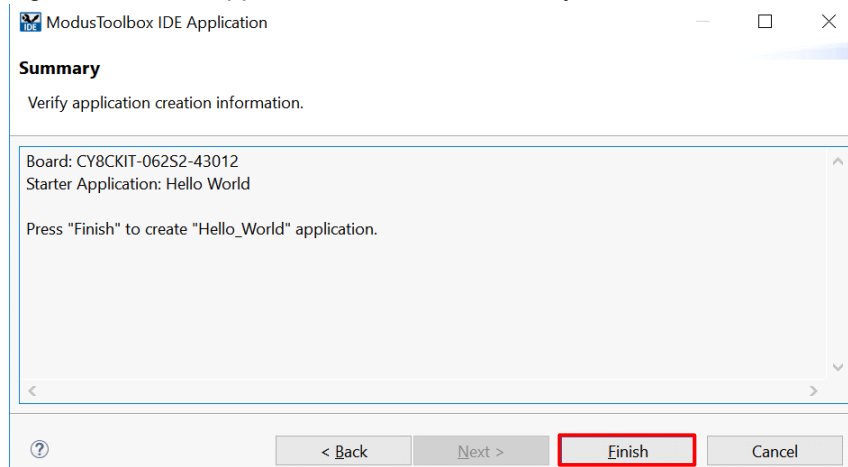 IDE
ModusToolbox IDE Application
Summary
Verify application creation information.
Board: CY8CKIT-062S2-43012
Starter Application: Hello World
Press "Finish" to create "Hello_World" application.
< Back
Next >
Finish
Cancel